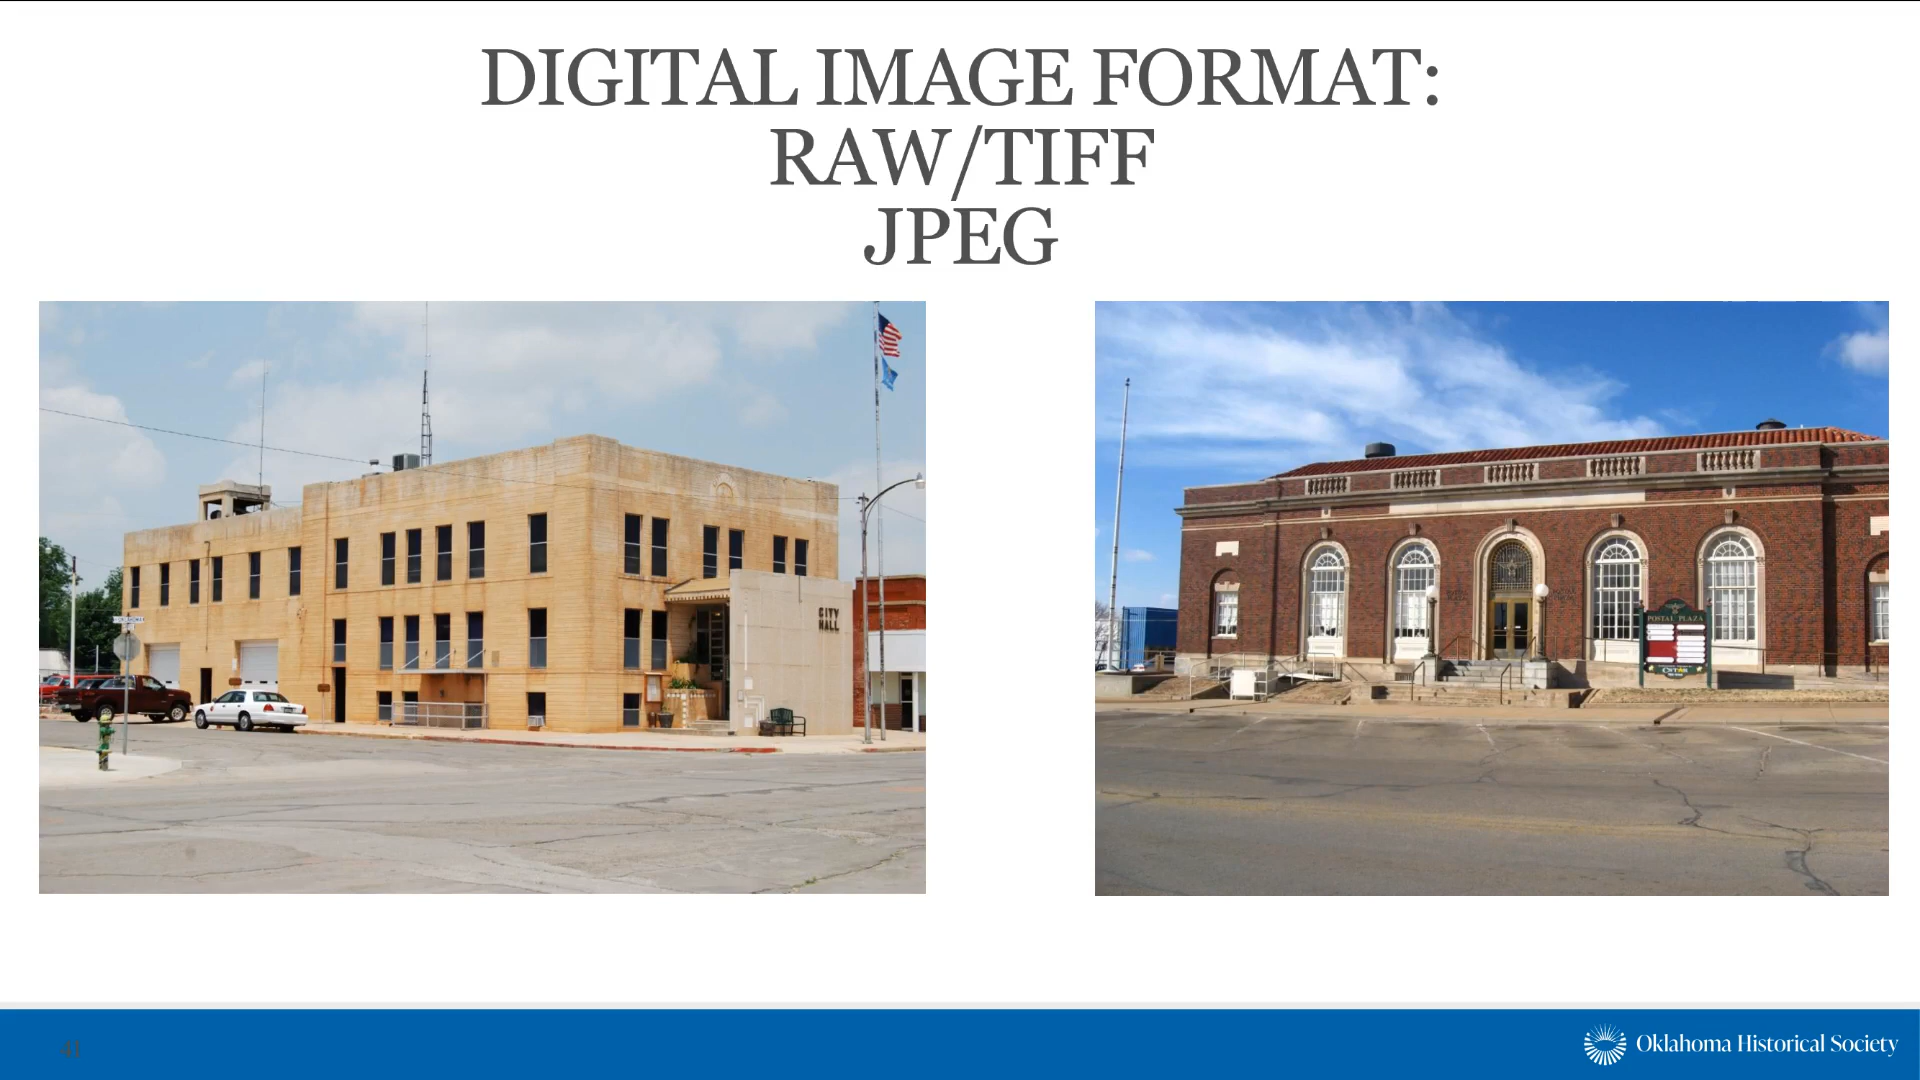 DIGITAL IMAGE FORMAT:
RAW/TIFF
JPEG
CITY
HALL
POSTAL PLAZA
Oklahoma Historical Society